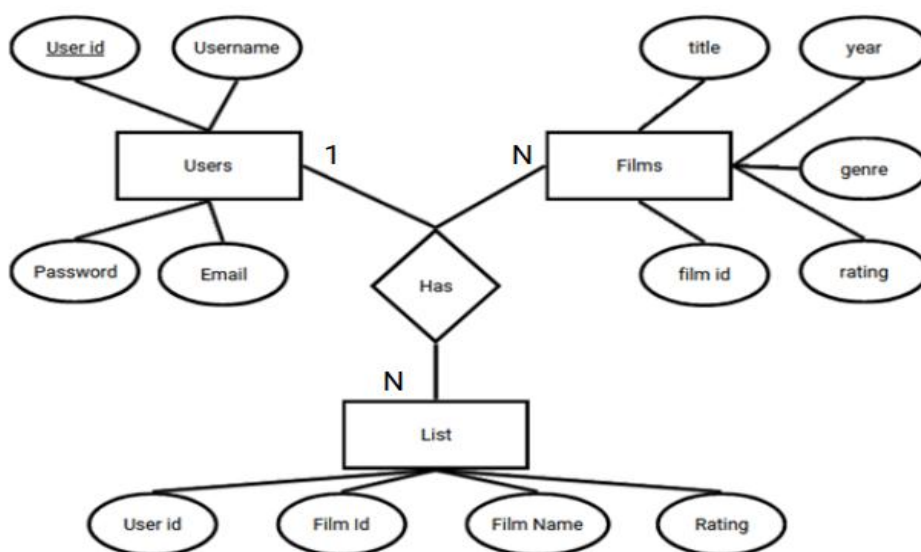 User id
Username
title
year
Users
1
N
Films
genre
Password
Email
Has
film id
rating
N
List
User id
Film Id
Film Name
Rating